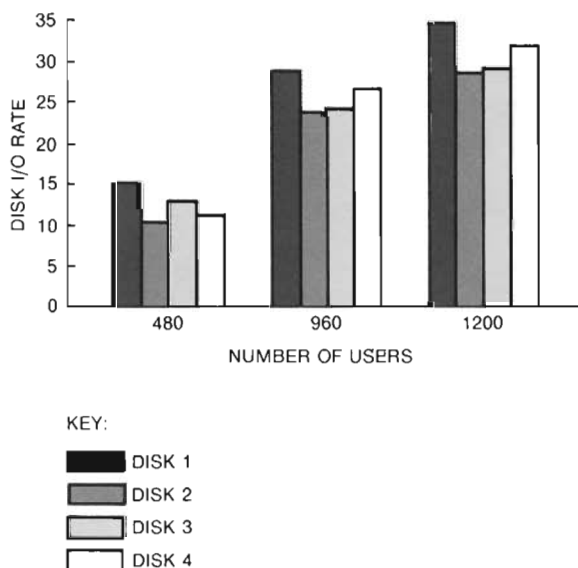 35
30
25
20
15
10
5
0
DISK I/O RATE
480 960 1200
NUMBER OF USERS
KEY:
DISK 1
DISK 2
DISK 3
DISK 4